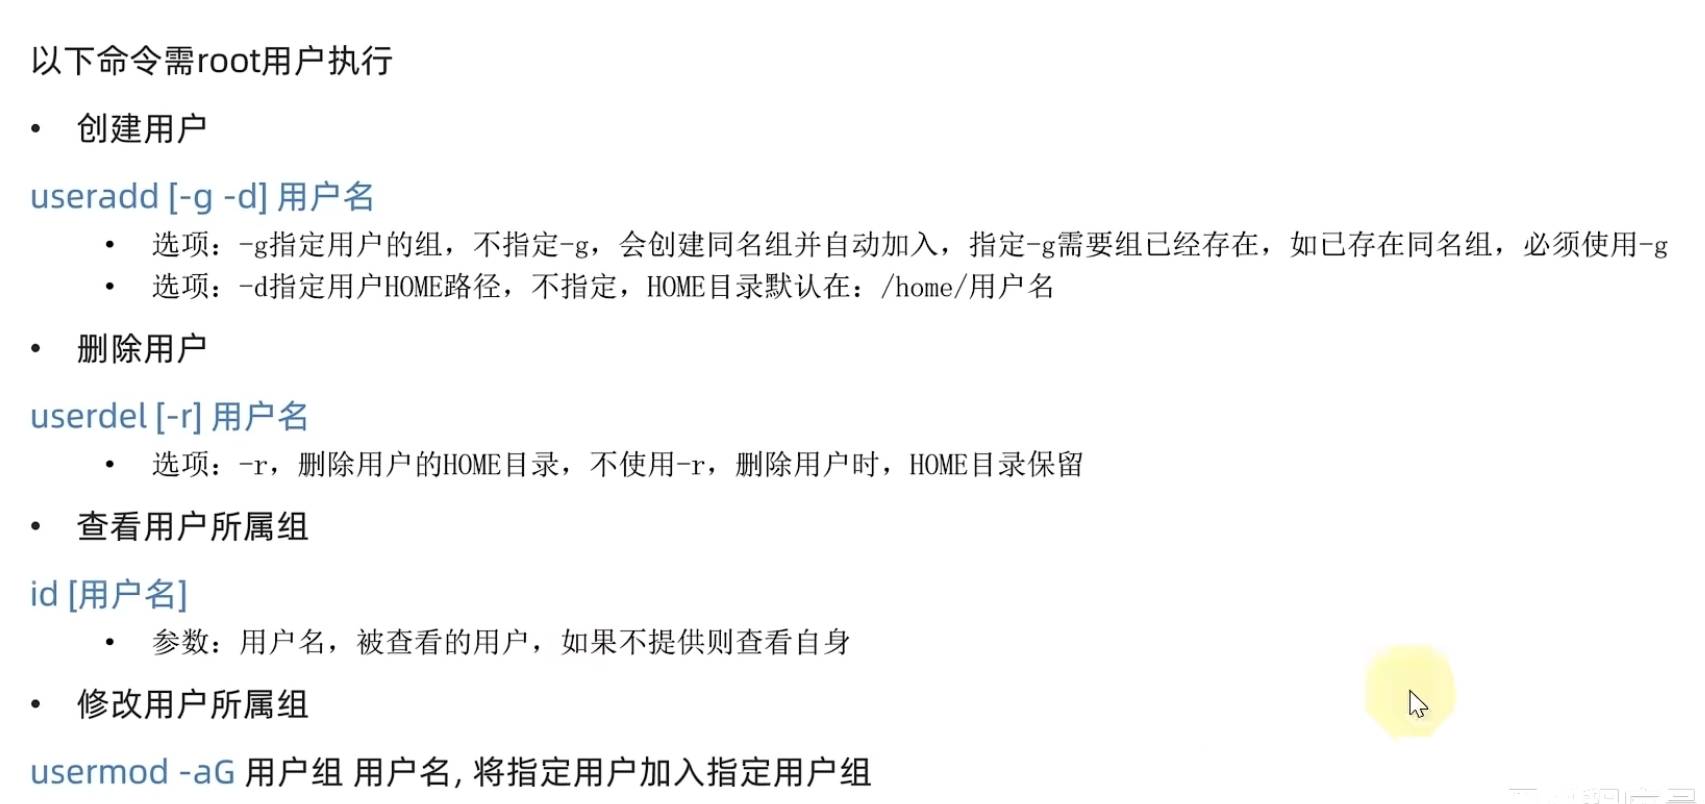 以下命令需root用户执行
• 创建用户
useradd [-g -d] 用户名
• 选项：-g指定用户的组，不指定-g，会创建同名组并自动加入，指定-g需要组已经存在，如已存在同名组，必须使用-g
• 选项：-d指定用户HOME路径，不指定，HOME目录默认在：/home/用户名
• 删除用户
userdel [-r] 用户名
• 选项：-r，删除用户的HOME目录，不使用-r，删除用户时，HOME目录保留
• 查看用户所属组
id [用户名]
• 参数：用户名，被查看的用户，如果不提供则查看自身
• 修改用户所属组
usermod -aG 用户组 用户名, 将指定用户加入指定用户组